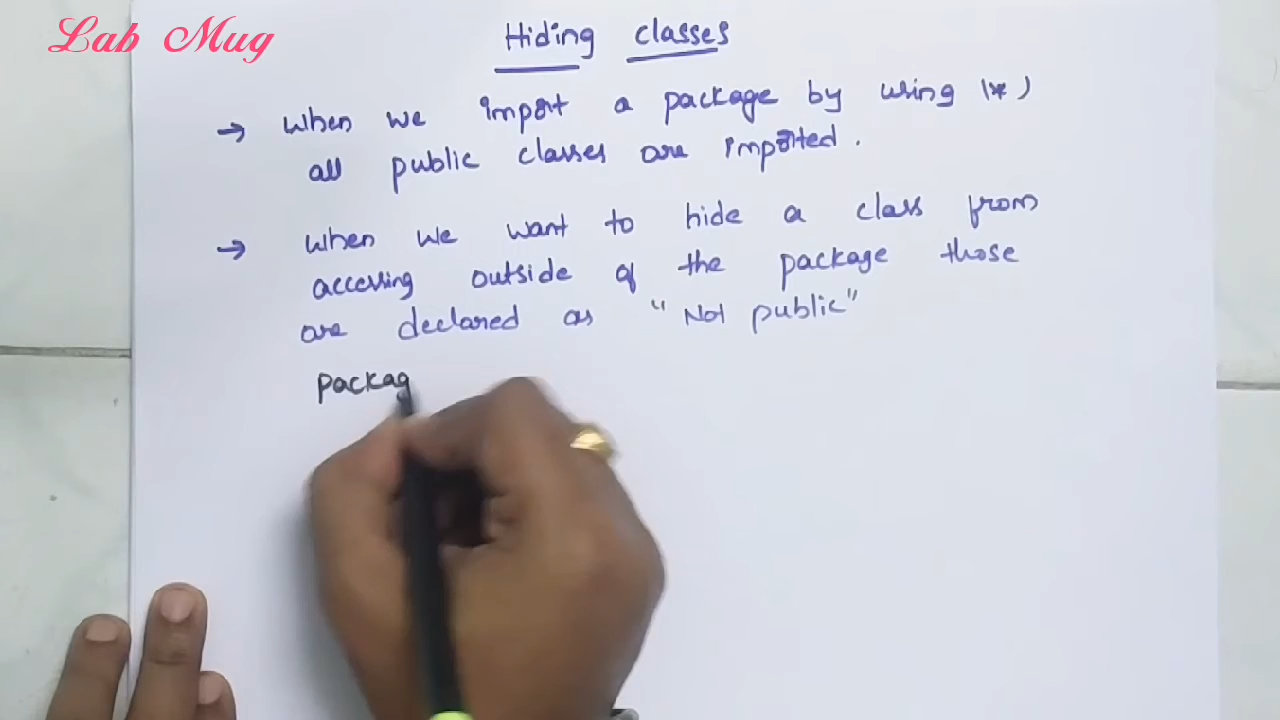 Lab Mug
Hiding classes
→ When we import a package by using (*)
all public classes are imported.
→ When we want to hide a class from
accessing outside of the package those
are declared as "Not public"
packag